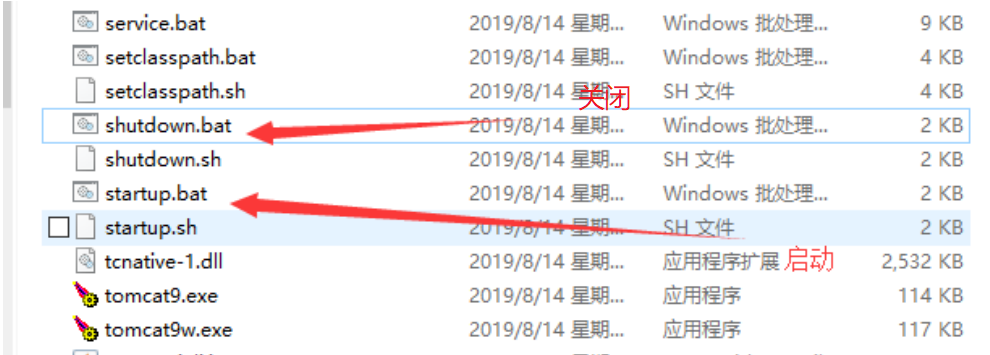 service.bat 2019/8/14 星期... Windows 批处理... 9 KB
setclasspath.bat 2019/8/14 星期... Windows 批处理... 4 KB
setclasspath.sh 2019/8/14 星期... SH 文件 4 KB
关闭
shutdown.bat 2019/8/14 星期... Windows 批处理... 2 KB
shutdown.sh 2019/8/14 星期... SH 文件 2 KB
startup.bat 2019/8/14 星期... Windows 批处理... 2 KB
startup.sh 2019/8/14 星期... SH 文件 2 KB
tcnative-1.dll 2019/8/14 星期... 应用程序扩展 启动 2,532 KB
tomcat9.exe 2019/8/14 星期... 应用程序 114 KB
tomcat9w.exe 2019/8/14 星期... 应用程序 117 KB